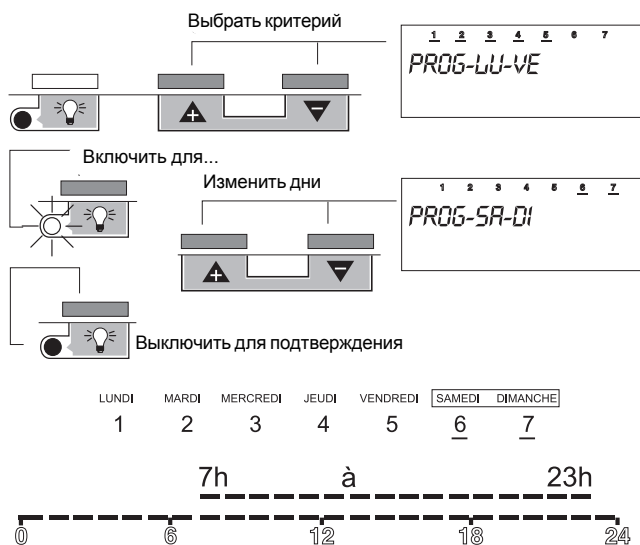 Выбрать критерий
1 2 3 4 5 6 7
PROG-LU-VE
Включить для...
Изменить дни
1 2 3 4 5 6 7
PROG-SA-DI
Выключить для подтверждения
LUNDI MARDI MERCREDI JEUDI VENDREDI SAMEDI DIMANCHE
1 2 3 4 5 6 7
7h à 23h
0 6 12 18 24